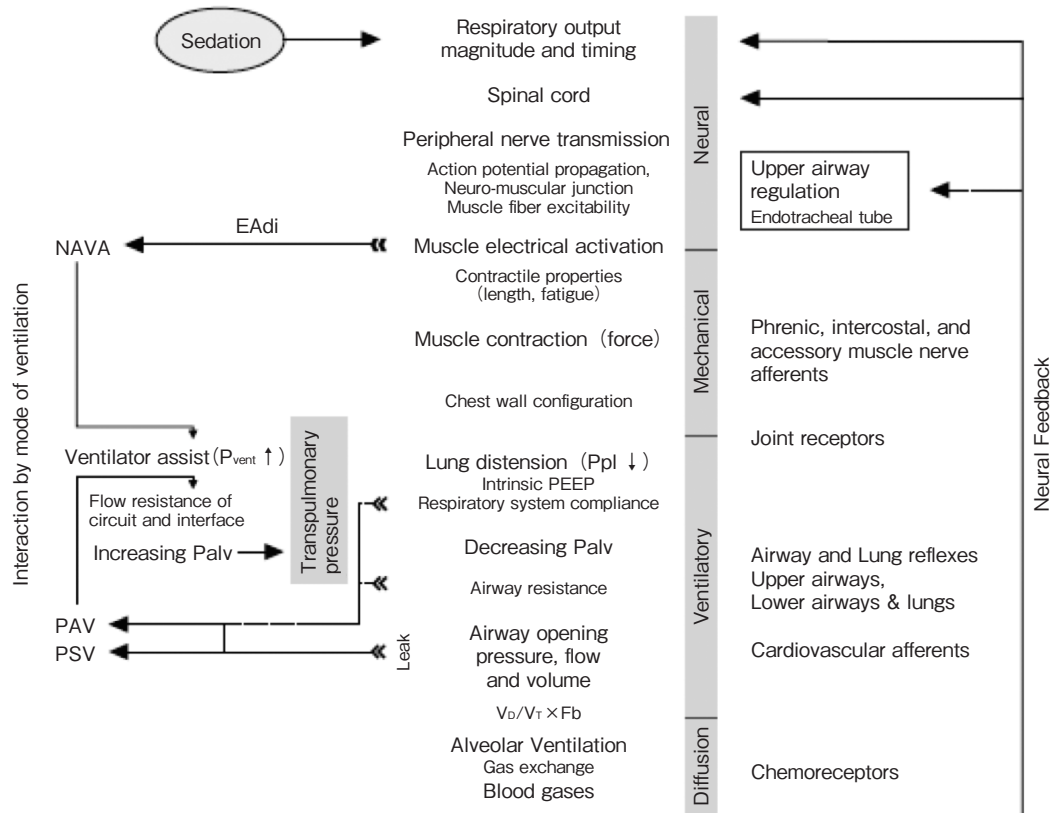 Sedation
Respiratory output
magnitude and timing
Spinal cord
Peripheral nerve transmission
Action potential propagation,
Neuro-muscular junction
Muscle fiber excitability
Neural
Upper airway
regulation
Endotracheal tube
EAdi
NAVA
Muscle electrical activation
Contractile properties
(length, fatigue)
Muscle contraction (force)
Mechanical
Phrenic, intercostal, and
accessory muscle nerve
afferents
Chest wall configuration
Joint receptors
Interaction by mode of ventilation
Ventilator assist (Pvent ↑)
Flow resistance of
circuit and interface
Increasing Palv
Transpulmonary
pressure
Lung distension (Ppl ↓)
Intrinsic PEEP
Respiratory system compliance
Decreasing Palv
Airway resistance
Ventilatory
Airway and Lung reflexes
Upper airways,
Lower airways & lungs
PAV
PSV
Leak
Airway opening
pressure, flow
and volume
Cardiovascular afferents
VD/VT×Fb
Alveolar Ventilation
Gas exchange
Blood gases
Diffusion
Chemoreceptors
Neural Feedback